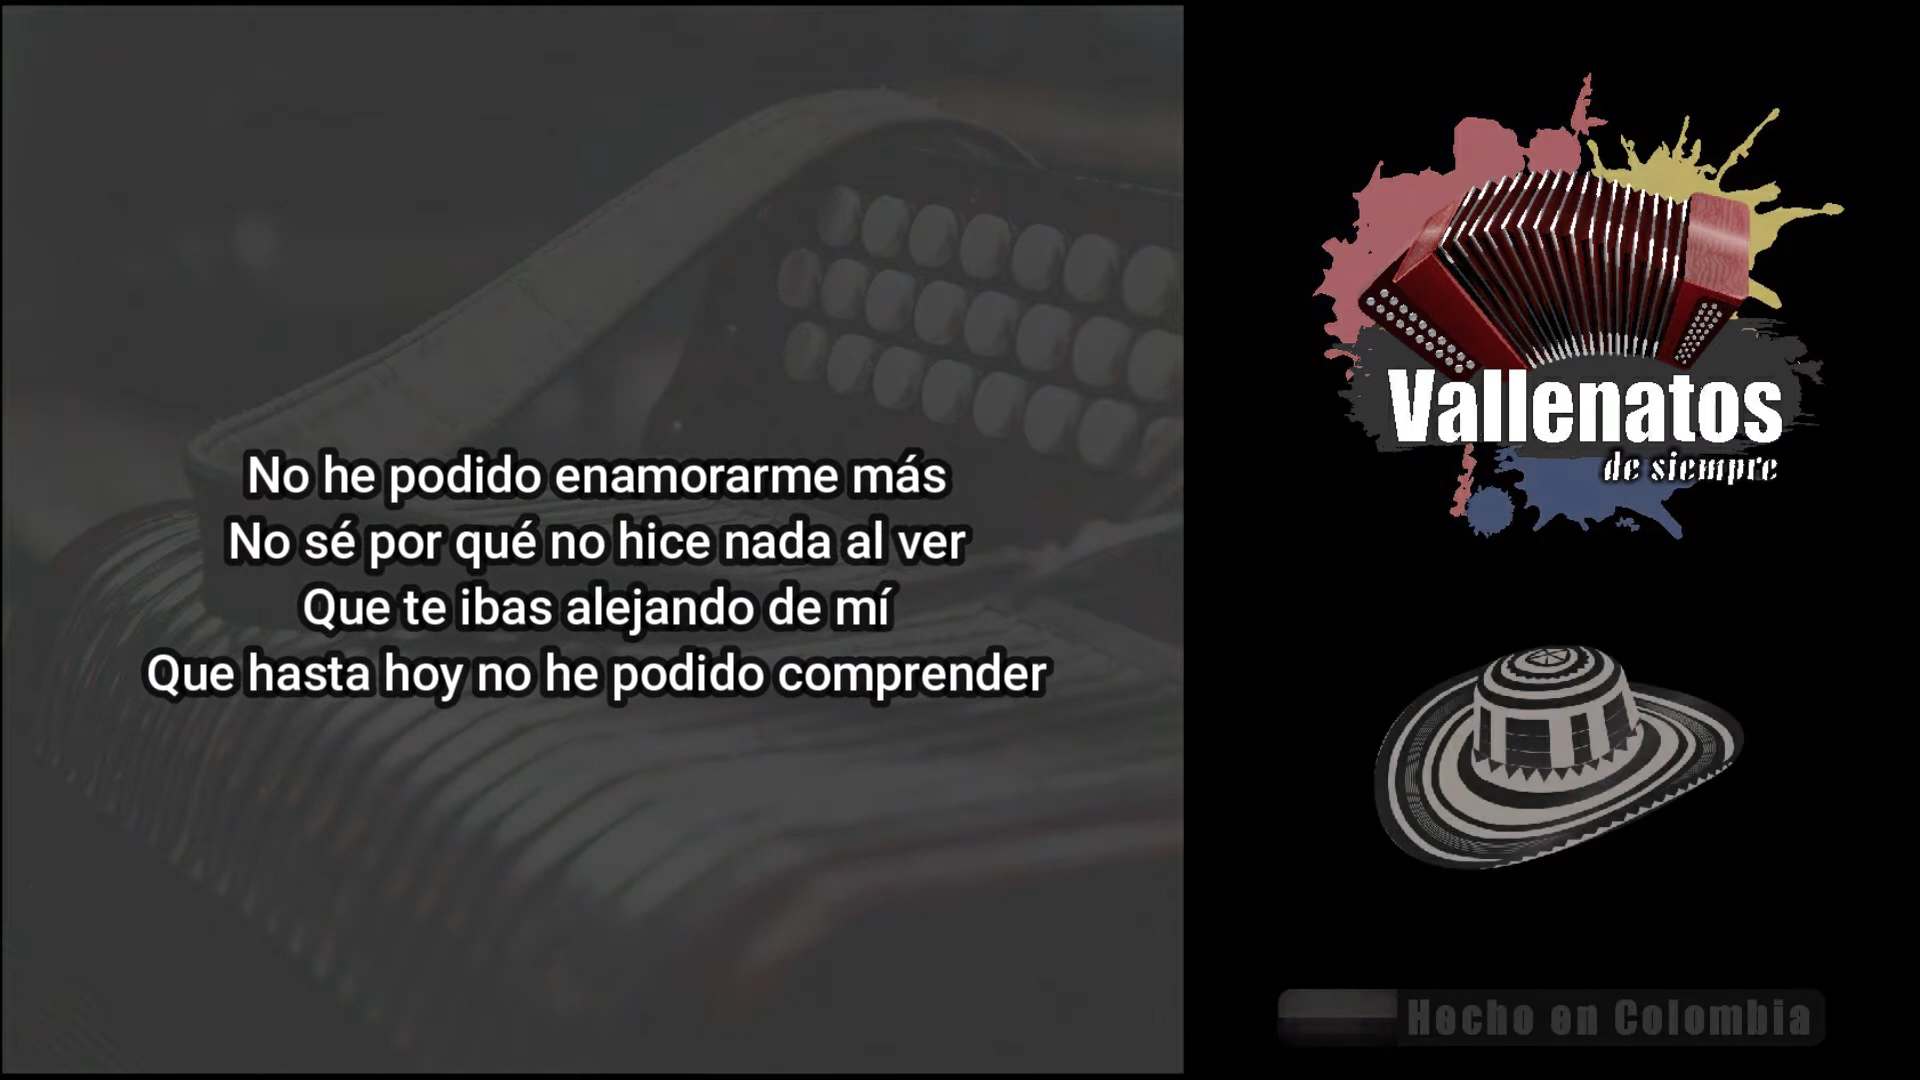 No he podido enamorarme más
No sé por qué no hice nada al ver
Que te ibas alejando de mí
Que hasta hoy no he podido comprender
Vallenatos
de siempre
Hecho en Colombia